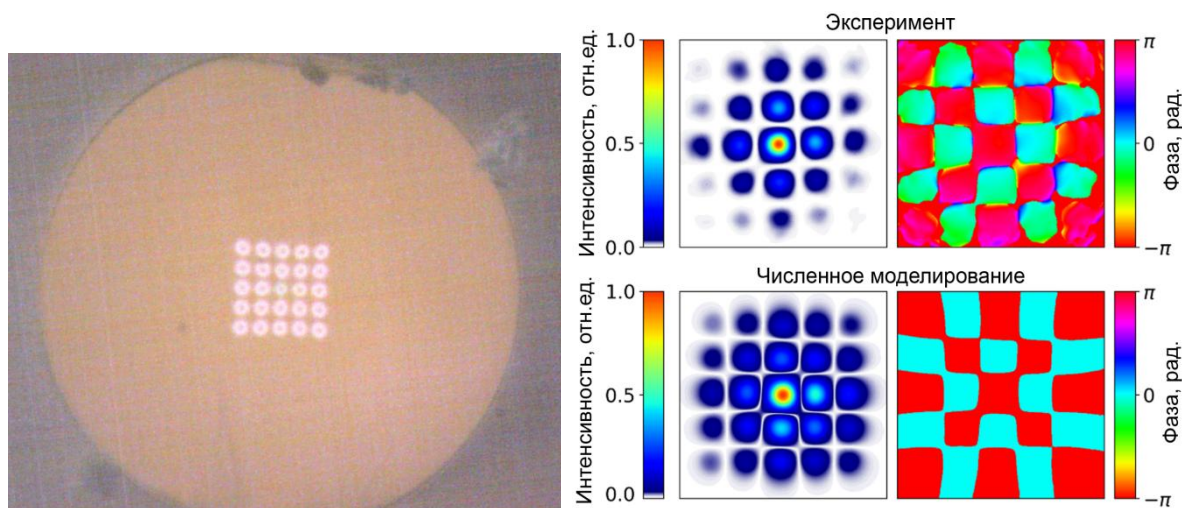 Эксперимент
Интенсивность, отн.ед.
1.0
0.5
0.0
π
0
−π
Фаза, рад.
Численное моделирование
Интенсивность, отн.ед.
1.0
0.5
0.0
π
0
−π
Фаза, рад.